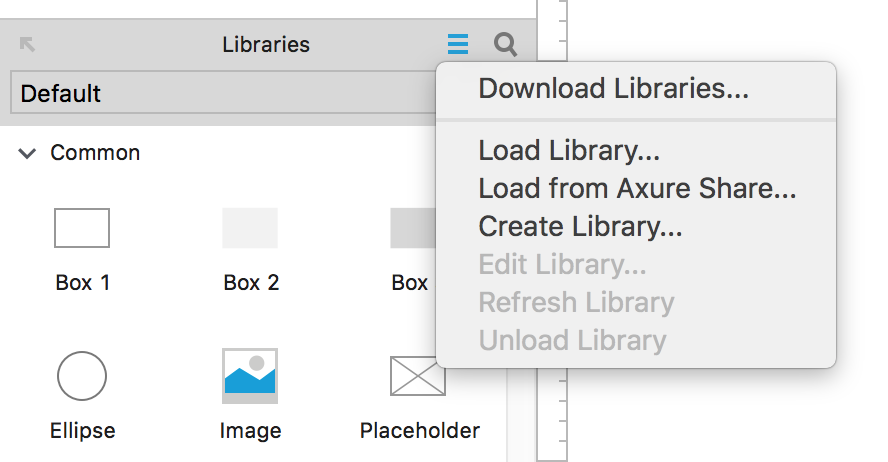 Libraries
Default
Download Libraries...
Load Library...
Load from Axure Share...
Create Library...
Edit Library...
Refresh Library
Unload Library
Common
Box 1
Box 2
Box
Ellipse
Image
Placeholder